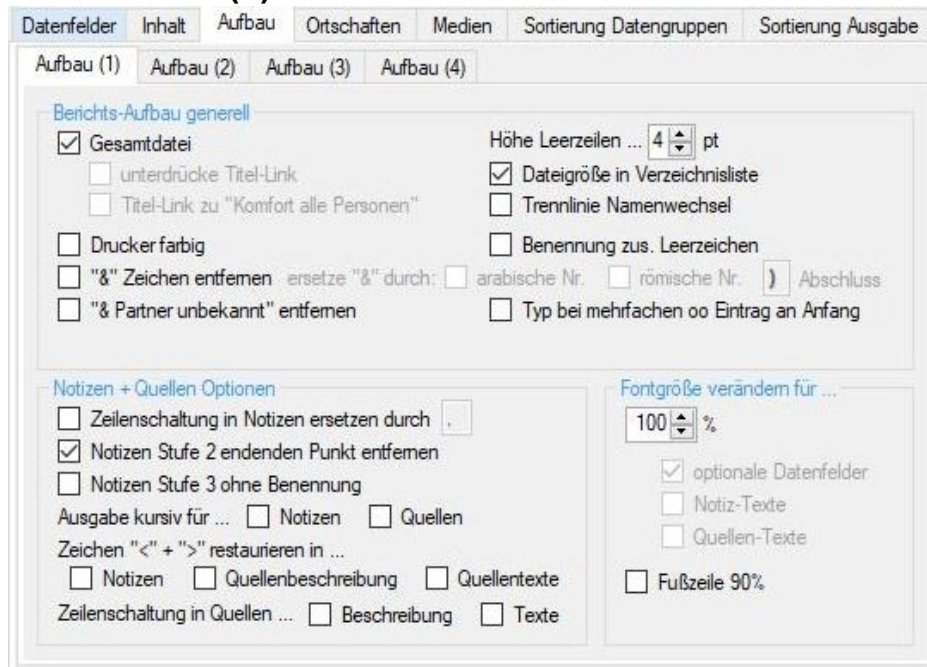 Datenfelder Inhalt Aufbau Ortschaften Medien Sortierung Datengruppen Sortierung Ausgabe
Aufbau (1) Aufbau (2) Aufbau (3) Aufbau (4)
Berichts-Aufbau generell
Gesamtdatei Höhe Leerzeilen ... 4 pt
unterdrücke Titel-Link Dateigröße in Verzeichnisliste
Titel-Link zu "Komfort alle Personen" Trennlinie Namenwechsel
Drucker farbig Benennung zus. Leerzeichen
"&" Zeichen entfernen ersetze "&" durch: arabische Nr. römische Nr. ) Abschluss
"& Partner unbekannt" entfernen Typ bei mehrfachen oo Eintrag an Anfang
Notizen + Quellen Optionen
Zeilenschaltung in Notizen ersetzen durch .
Notizen Stufe 2 endenden Punkt entfernen
Notizen Stufe 3 ohne Benennung
Ausgabe kursiv für ... Notizen Quellen
Zeichen "<" + ">" restaurieren in ...
Notizen Quellenbeschreibung Quellentexte
Zeilenschaltung in Quellen ... Beschreibung Texte
Fontgröße verändern für ...
100 %
optionale Datenfelder
Notiz-Texte
Quellen-Texte
Fußzeile 90%